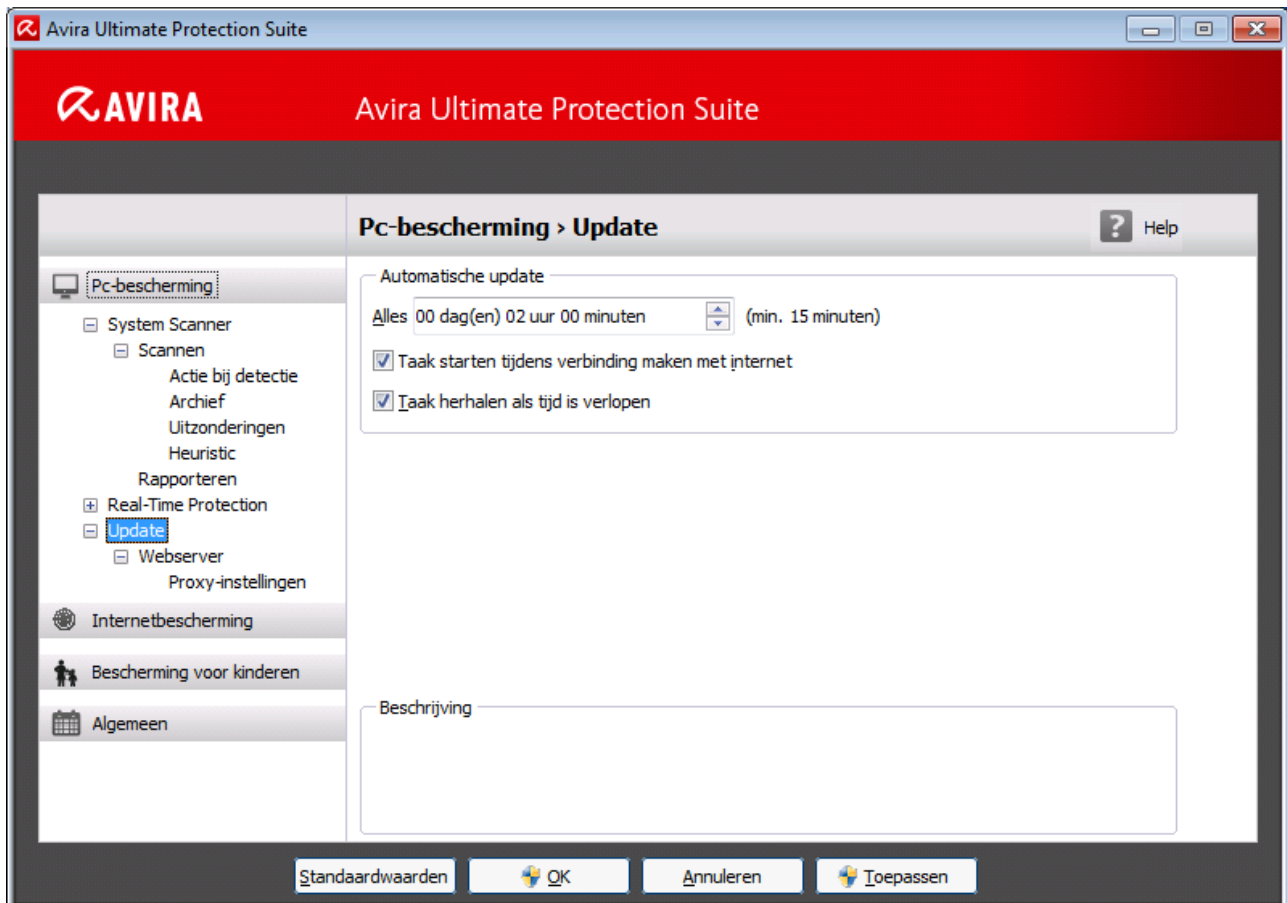 Avira Ultimate Protection Suite
AVIRA
Avira Ultimate Protection Suite
Pc-bescherming › Update
? Help
Pc-bescherming
System Scanner
Scannen
Actie bij detectie
Archief
Uitzonderingen
Heuristic
Rapporteren
Real-Time Protection
Update
Webserver
Proxy-instellingen
Internetbescherming
Bescherming voor kinderen
Algemeen
Automatische update
Alles 00 dag(en) 02 uur 00 minuten (min. 15 minuten)
Taak starten tijdens verbinding maken met internet
Taak herhalen als tijd is verlopen
Beschrijving
Standaardwaarden OK Annuleren Toepassen